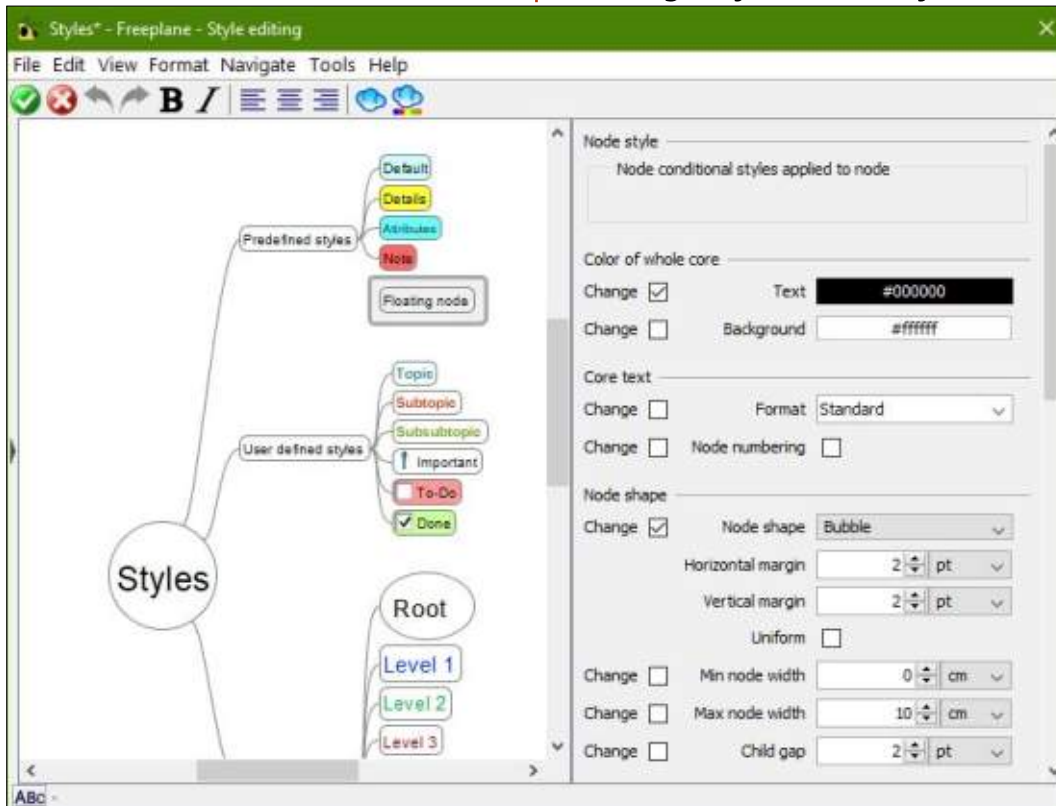 Styles* - Freeplane - Style editing
File Edit View Format Navigate Tools Help
B I
Default
Details
Attributes
Note
Predefined styles
Floating node
Topic
Subtopic
Subsubtopic
Important
To-Do
Done
User defined styles
Styles
Root
Level 1
Level 2
Level 3
ABC
Node style
Node conditional styles applied to node
Color of whole core
Change Text #000000
Change Background #ffffff
Core text
Change Format Standard
Change Node numbering
Node shape
Change Node shape Bubble
Horizontal margin 2 pt
Vertical margin 2 pt
Uniform
Change Min node width 0 cm
Change Max node width 10 cm
Change Child gap 2 pt